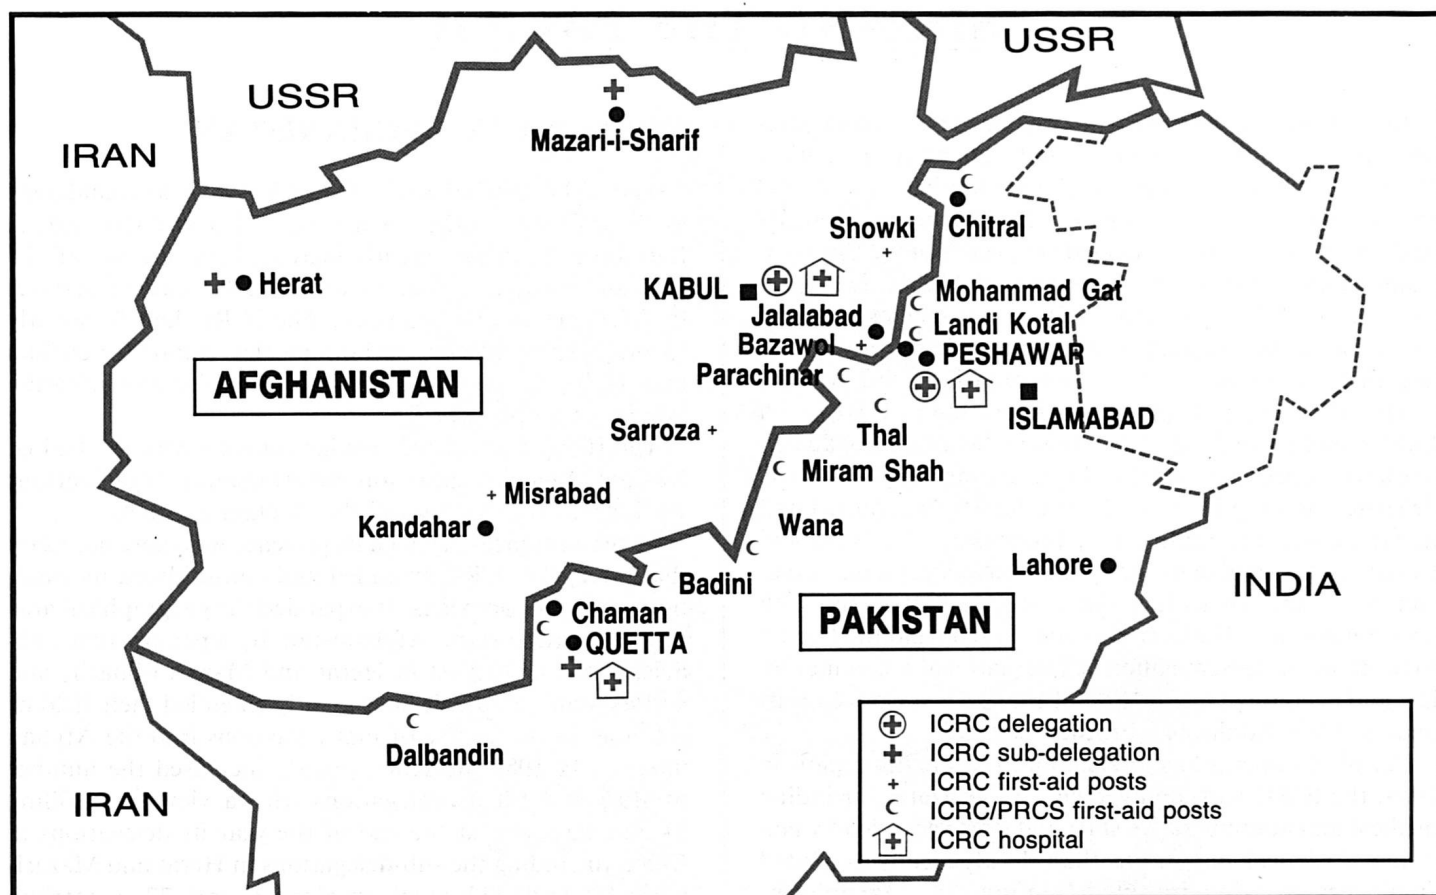 USSR
USSR
IRAN
Mazari-i-Sharif
Showki
Chitral
Herat
KABUL
Mohammad Gat
Jalalabad
Landi Kotal
Bazawol
PESHAWAR
Parachinar
AFGHANISTAN
ISLAMABAD
Sarroza
Thal
Miram Shah
Misrabad
Kandahar
Wana
Lahore
INDIA
Badini
Chaman
PAKISTAN
QUETTA
Dalbandin
IRAN
ICRC delegation
ICRC sub-delegation
ICRC first-aid posts
ICRC/PRCS first-aid posts
ICRC hospital